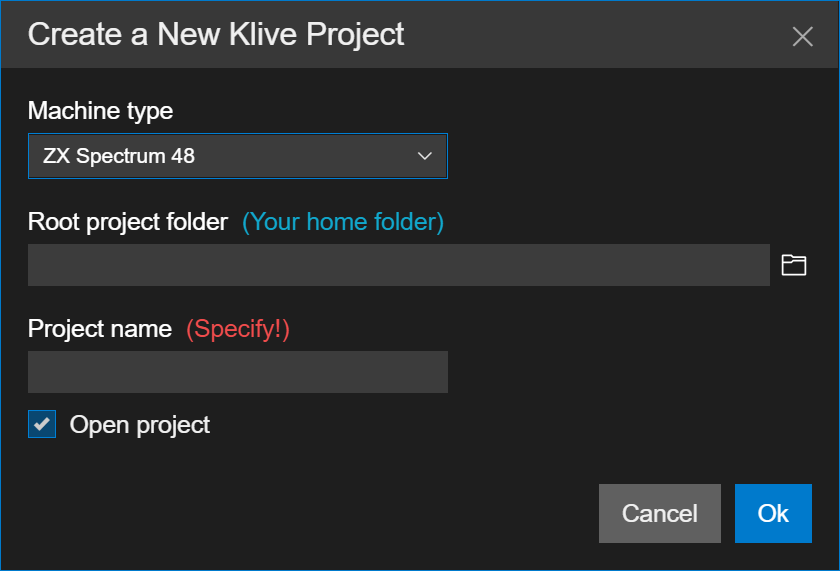 Create a New Klive Project
Machine type
ZX Spectrum 48
Root project folder (Your home folder)
Project name (Specify!)
Open project
Cancel Ok